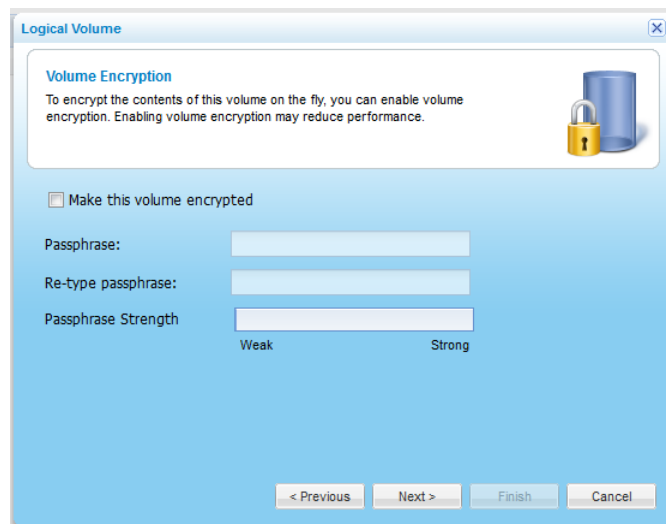 Logical Volume
Volume Encryption
To encrypt the contents of this volume on the fly, you can enable volume
encryption. Enabling volume encryption may reduce performance.
Make this volume encrypted
Passphrase:
Re-type passphrase:
Passphrase Strength
Weak Strong
< Previous Next > Finish Cancel